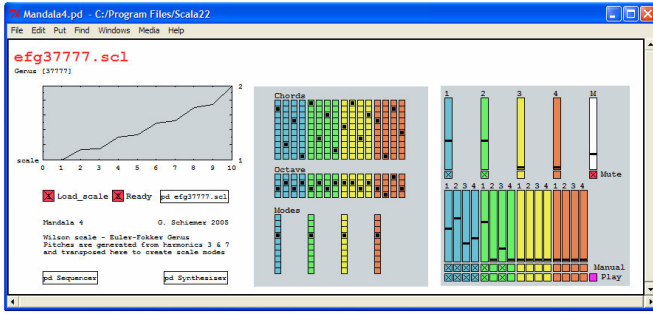 Mandala4.pd - C:/Program Files/Scala22
File Edit Put Find Windows Media Help
efg37777.scl
Genus [37777]
2
scale
1
0 1 2 3 4 5 6 7 8 9 10
X Load_scale X Ready pd efg37777.scl
Mandala 4 G. Schiemer 2005
Wilson scale - Euler-Fokker Genus
Pitches are generated from harmonics 3 & 7
and transposed here to create scale modes
pd Sequencer pd Synthesizer
Chords
Octave
Modes
1 2 3 4 M
Mute
1 2 3 4 1 2 3 4 1 2 3 4 1 2 3 4
Manual
Play